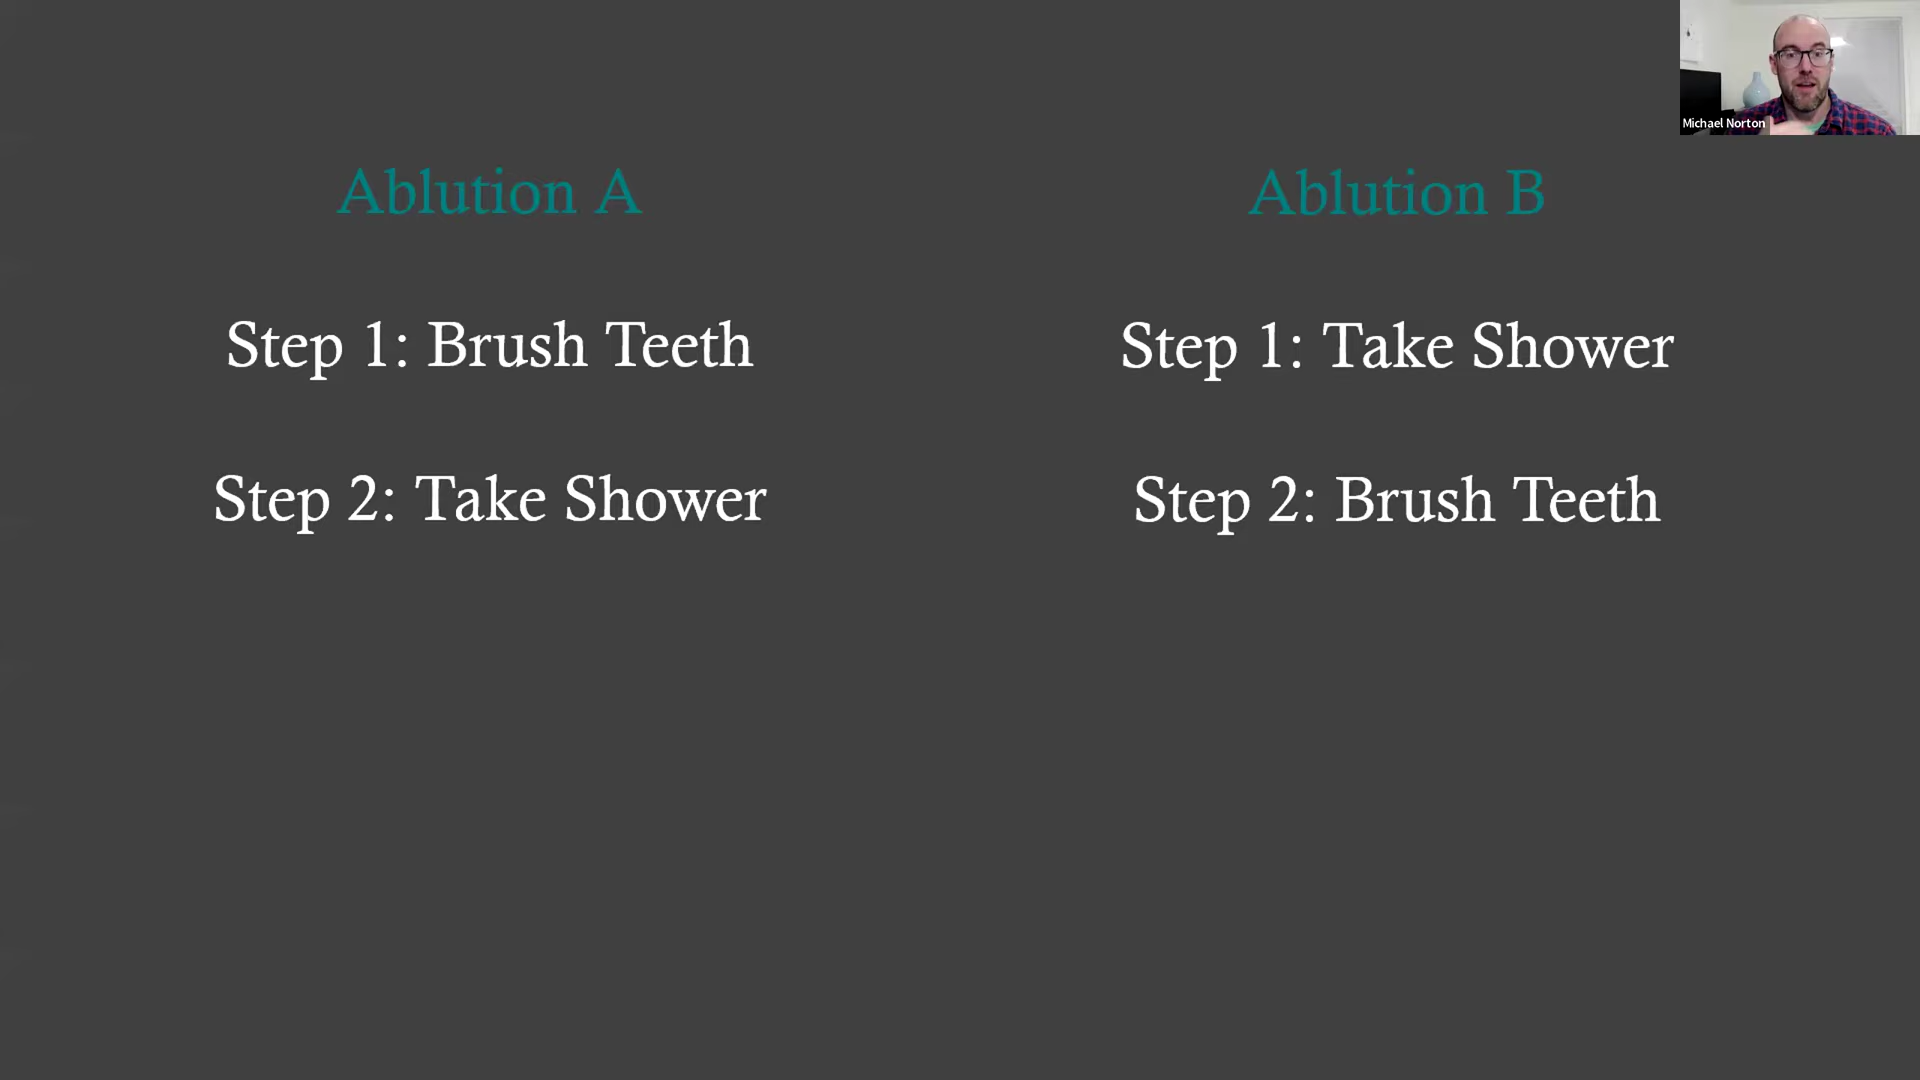 Michael Norton
Ablution A
Step 1: Brush Teeth
Step 2: Take Shower
Ablution B
Step 1: Take Shower
Step 2: Brush Teeth